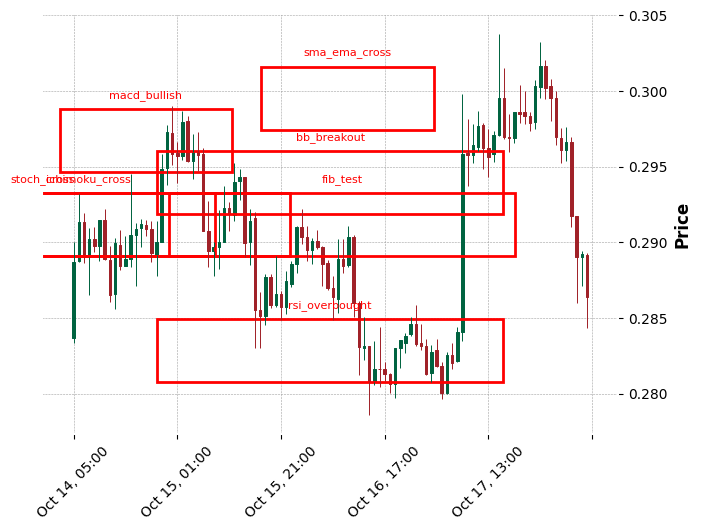 0.305
sma_ema_cross
macd_bullish
0.300
bb_breakout
0.295
fib_test
0.290
Price
rsi_overbought
0.285
0.280
Oct 14, 05:00
Oct 15, 01:00
Oct 15, 21:00
Oct 16, 17:00
Oct 17, 13:00